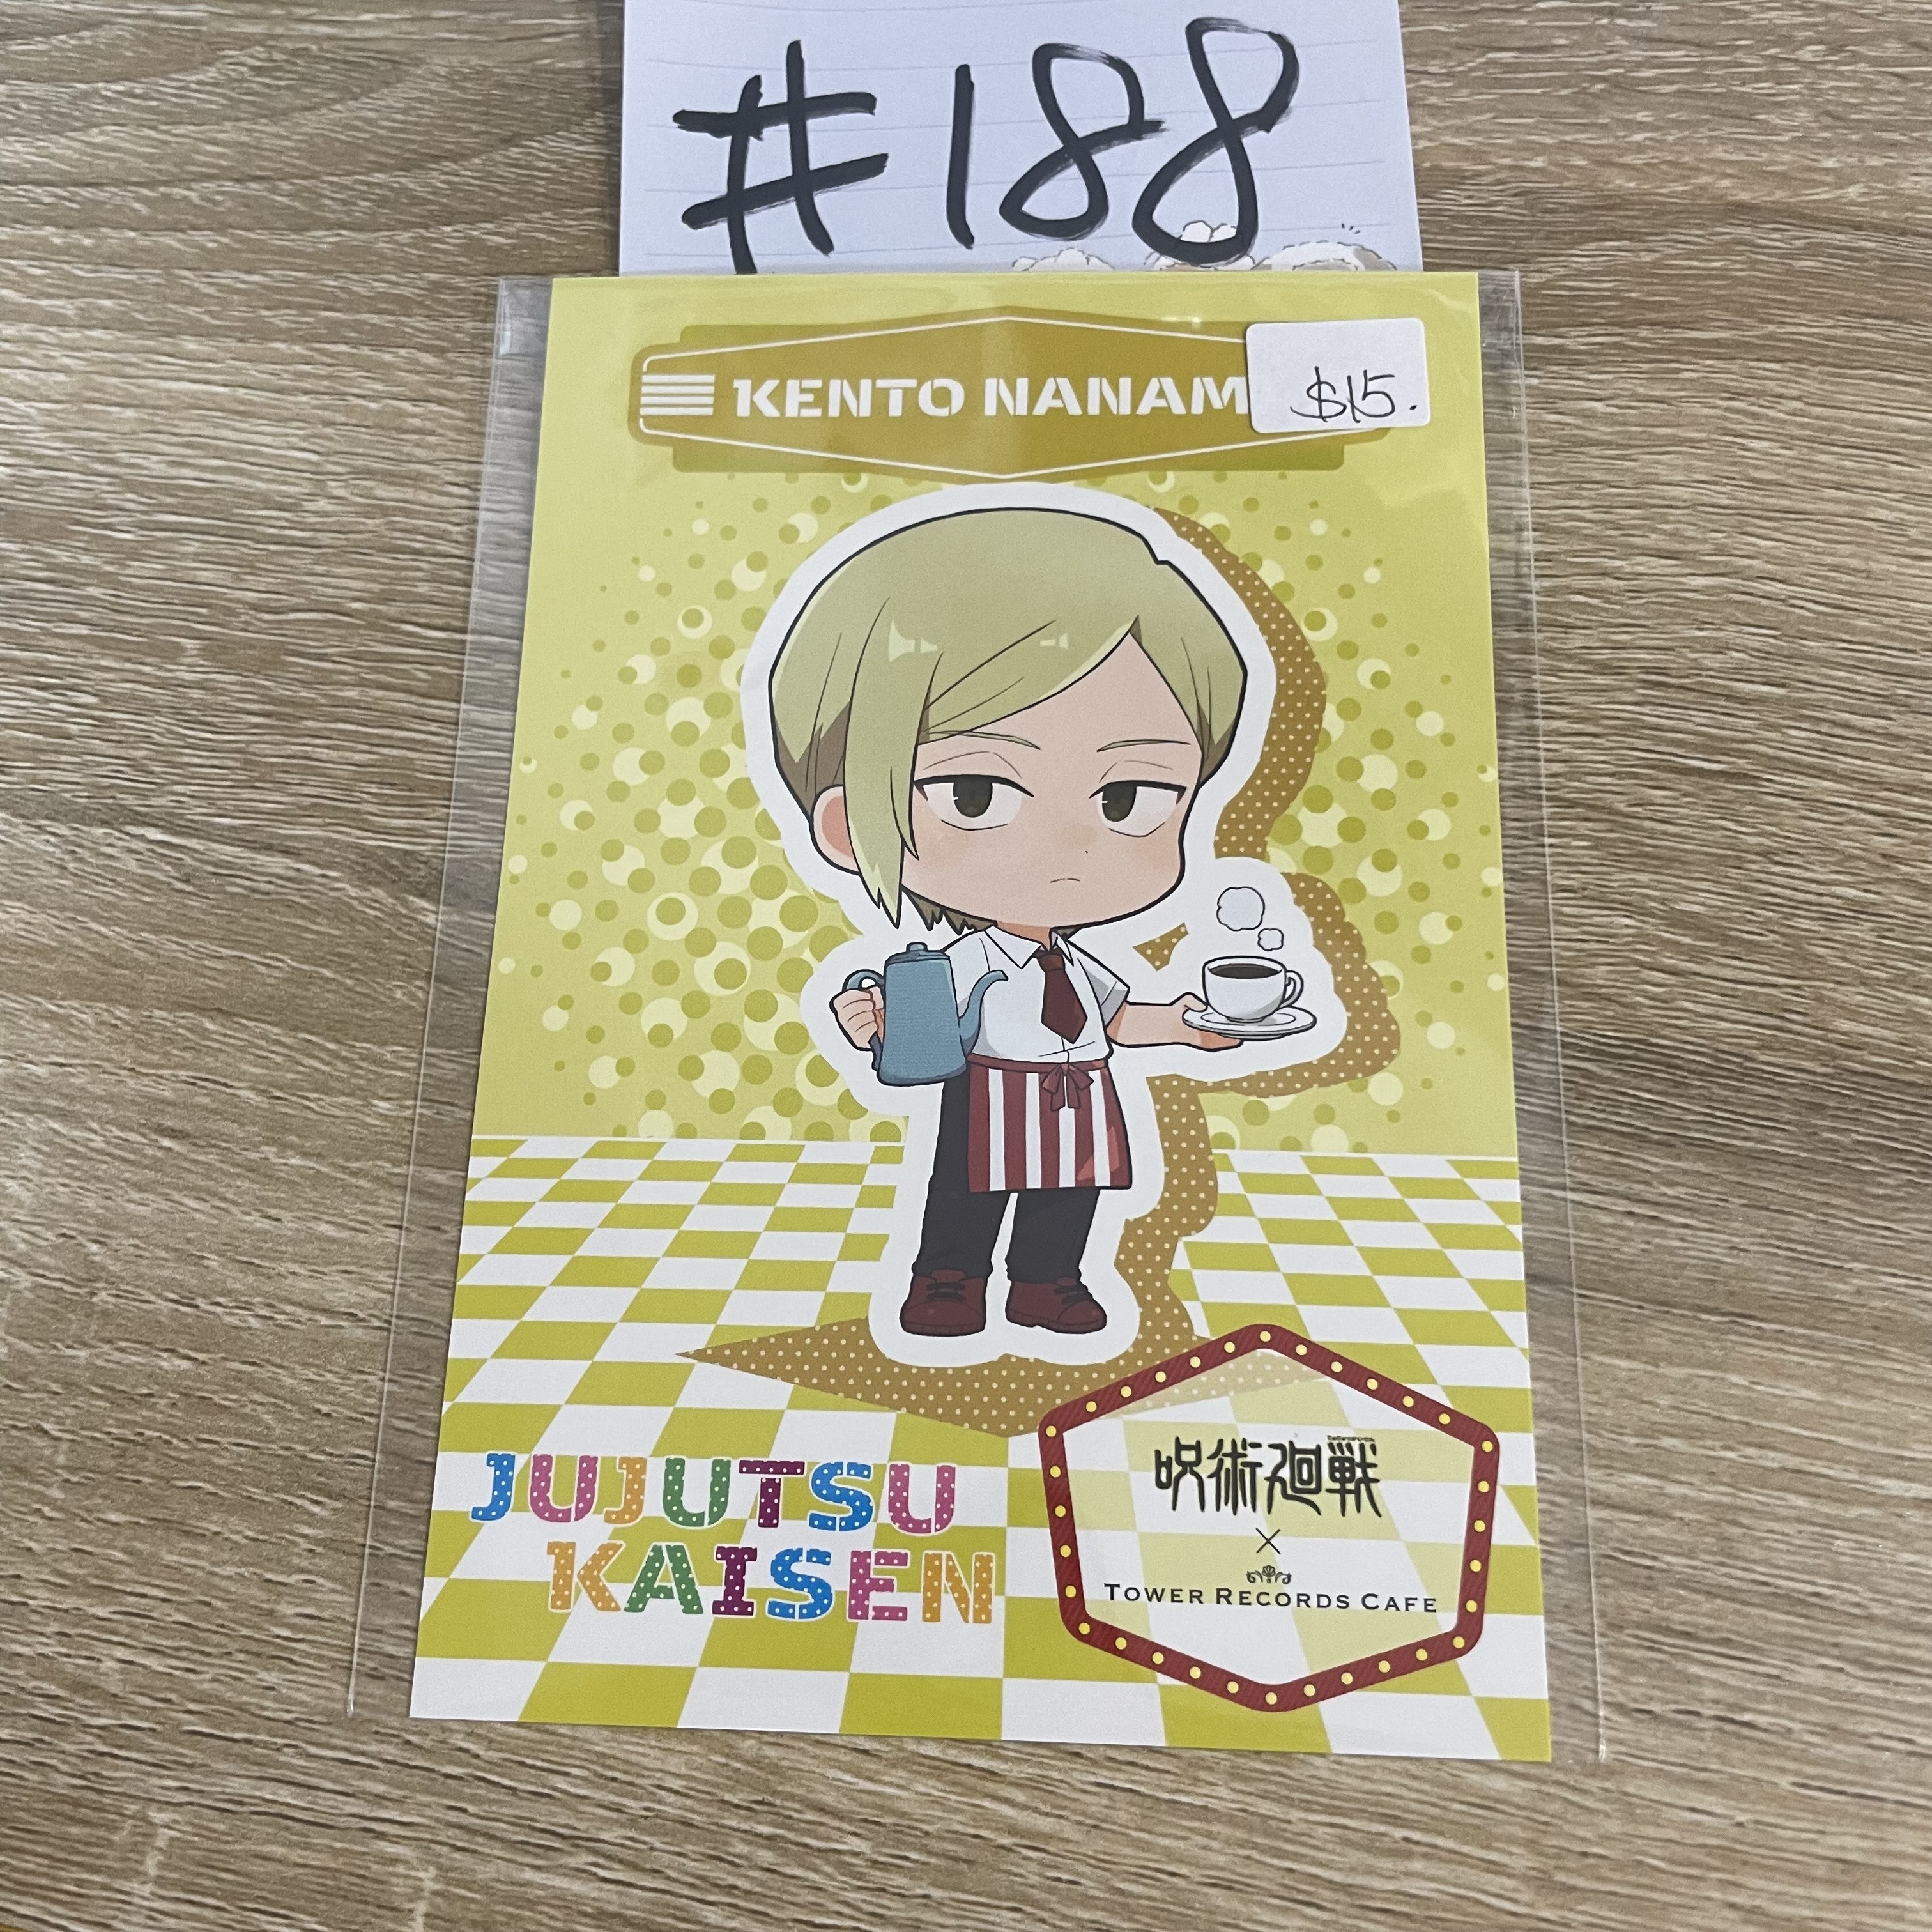 #188
KENTO NANAM
$15.
JUJUTSU
KAISEN
呪術廻戦
×
TOWER RECORDS CAFE